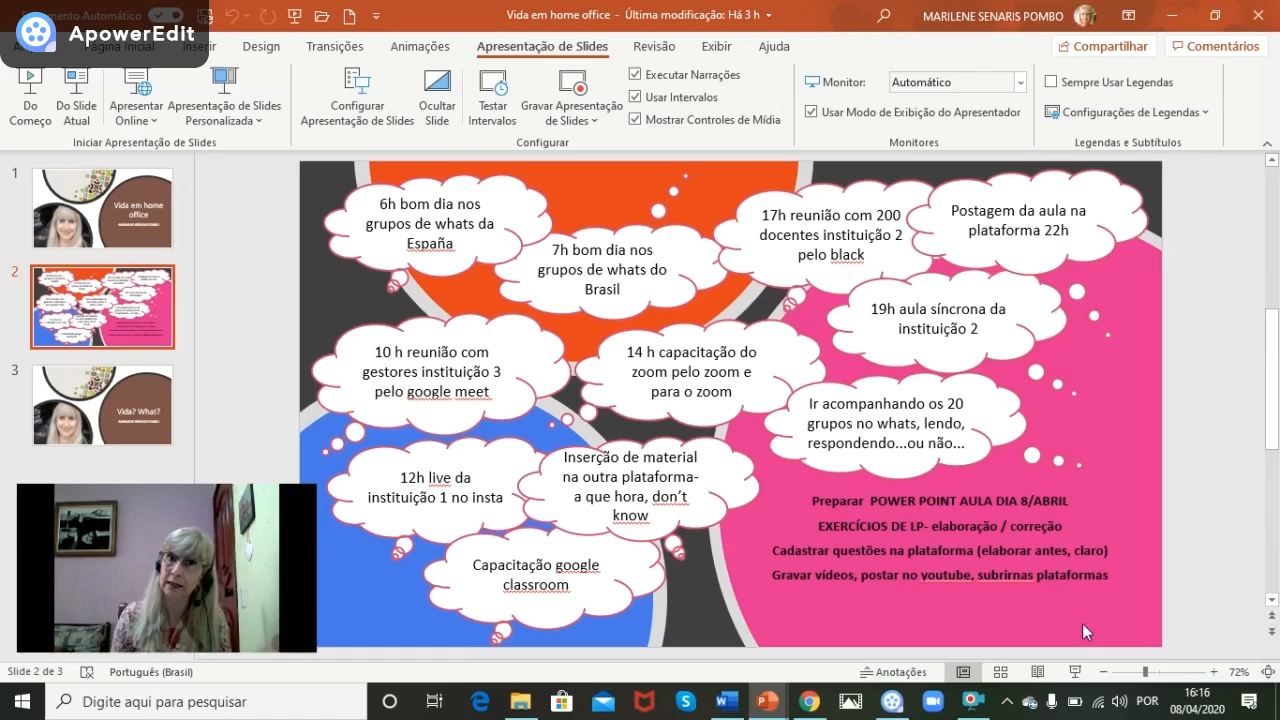 Salvamento Automático
Vida em home office - Última modificação: Há 3 h
MARILENE SENARIS POMBO
ApowerEdit
Página Inicial
Inserir
Design
Transições
Animações
Apresentação de Slides
Revisão
Exibir
Ajuda
Compartilhar
Comentários
Do
Começo
Do Slide
Atual
Apresentar
Online
Apresentação de Slides
Personalizada
Iniciar Apresentação de Slides
Configurar
Apresentação de Slides
Ocultar
Slide
Testar
Intervalos
Gravar Apresentação
de Slides
Executar Narrações
Usar Intervalos
Mostrar Controles de Mídia
Configurar
Monitor:
Automático
Usar Modo de Exibição do Apresentador
Monitores
Sempre Usar Legendas
Configurações de Legendas
Legendas e Subtítulos
1
Vida em home
office
2
3
Vida? What?
6h bom dia nos
grupos de whats da
España
7h bom dia nos
grupos de whats do
Brasil
17h reunião com 200
docentes instituição 2
pelo black
Postagem da aula na
plataforma 22h
19h aula síncrona da
instituição 2
10 h reunião com
gestores instituição 3
pelo google meet
14 h capacitação do
zoom pelo zoom e
para o zoom
Ir acompanhando os 20
grupos no whats, lendo,
respondendo...ou não...
12h live da
instituição 1 no insta
Inserção de material
na outra plataforma-
a que hora, don't
know
Capacitação google
classroom
Preparar POWER POINT AULA DIA 8/ABRIL
EXERCÍCIOS DE LP- elaboração / correção
Cadastrar questões na plataforma (elaborar antes, claro)
Gravar vídeos, postar no youtube, subrirnas plataformas
Slide 2 de 3
Português (Brasil)
Anotações
72%
Digite aqui para pesquisar
POR
16:16
08/04/2020